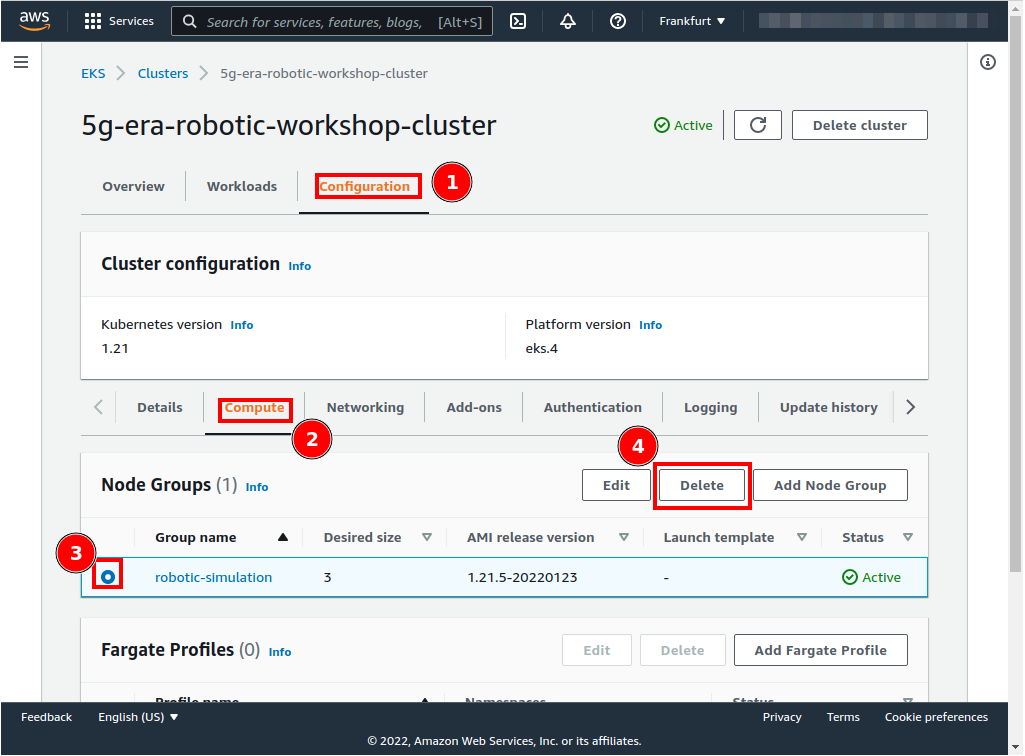 aws
Services
Search for services, features, blogs, [Alt+S]
Frankfurt
EKS Clusters 5g-era-robotic-workshop-cluster
5g-era-robotic-workshop-cluster
Active
Delete cluster
Overview Workloads Configuration 1
Cluster configuration Info
Kubernetes version Info
1.21
Platform version Info
eks.4
Details Compute Networking Add-ons Authentication Logging Update history
2
4
Node Groups (1) Info
Edit Delete Add Node Group
Group name Desired size AMI release version Launch template Status
3
robotic-simulation 3 1.21.5-20220123 - Active
Fargate Profiles (0) Info
Edit Delete Add Fargate Profile
Profile name Namespaces Status
Feedback English (US) Privacy Terms Cookie preferences
© 2022, Amazon Web Services, Inc. or its affiliates.